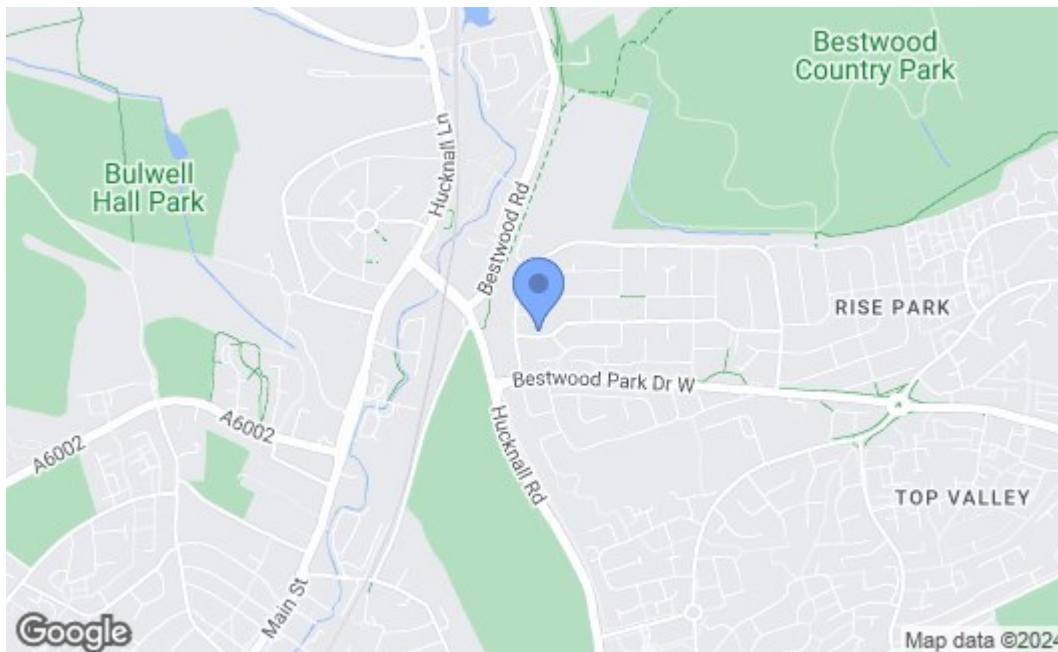 Bestwood
Country Park
Bulwell
Hall Park
Hucknall Ln
Bestwood Rd
RISE PARK
Bestwood Park Dr W
A6002
A6002
Hucknall Rd
TOP VALLEY
Main St
Google
Map data ©2024